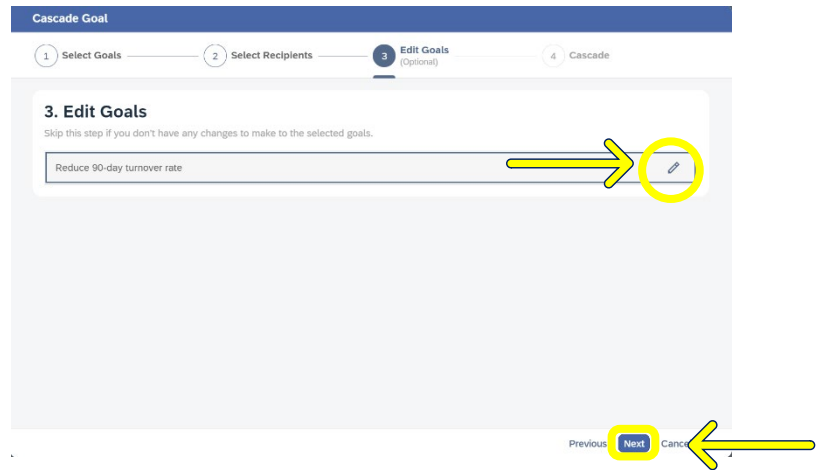 Cascade Goal
1 Select Goals 2 Select Recipients 3 Edit Goals (Optional) 4 Cascade
3. Edit Goals
Skip this step if you don't have any changes to make to the selected goals.
Reduce 90-day turnover rate
Previous Next